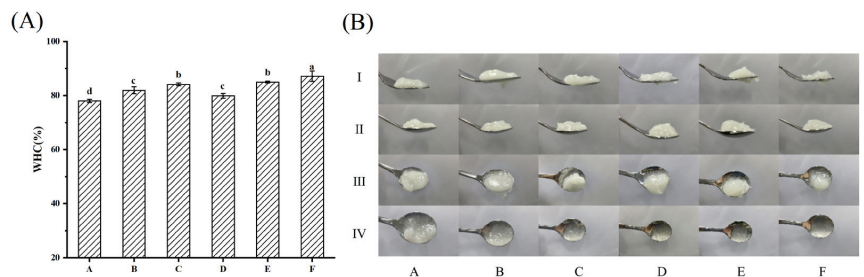 (A)
(B)
100
80
60
40
20
WHC(%)
d
c
b
c
b
a
A B C D E F
I
II
III
IV
A B C D E F